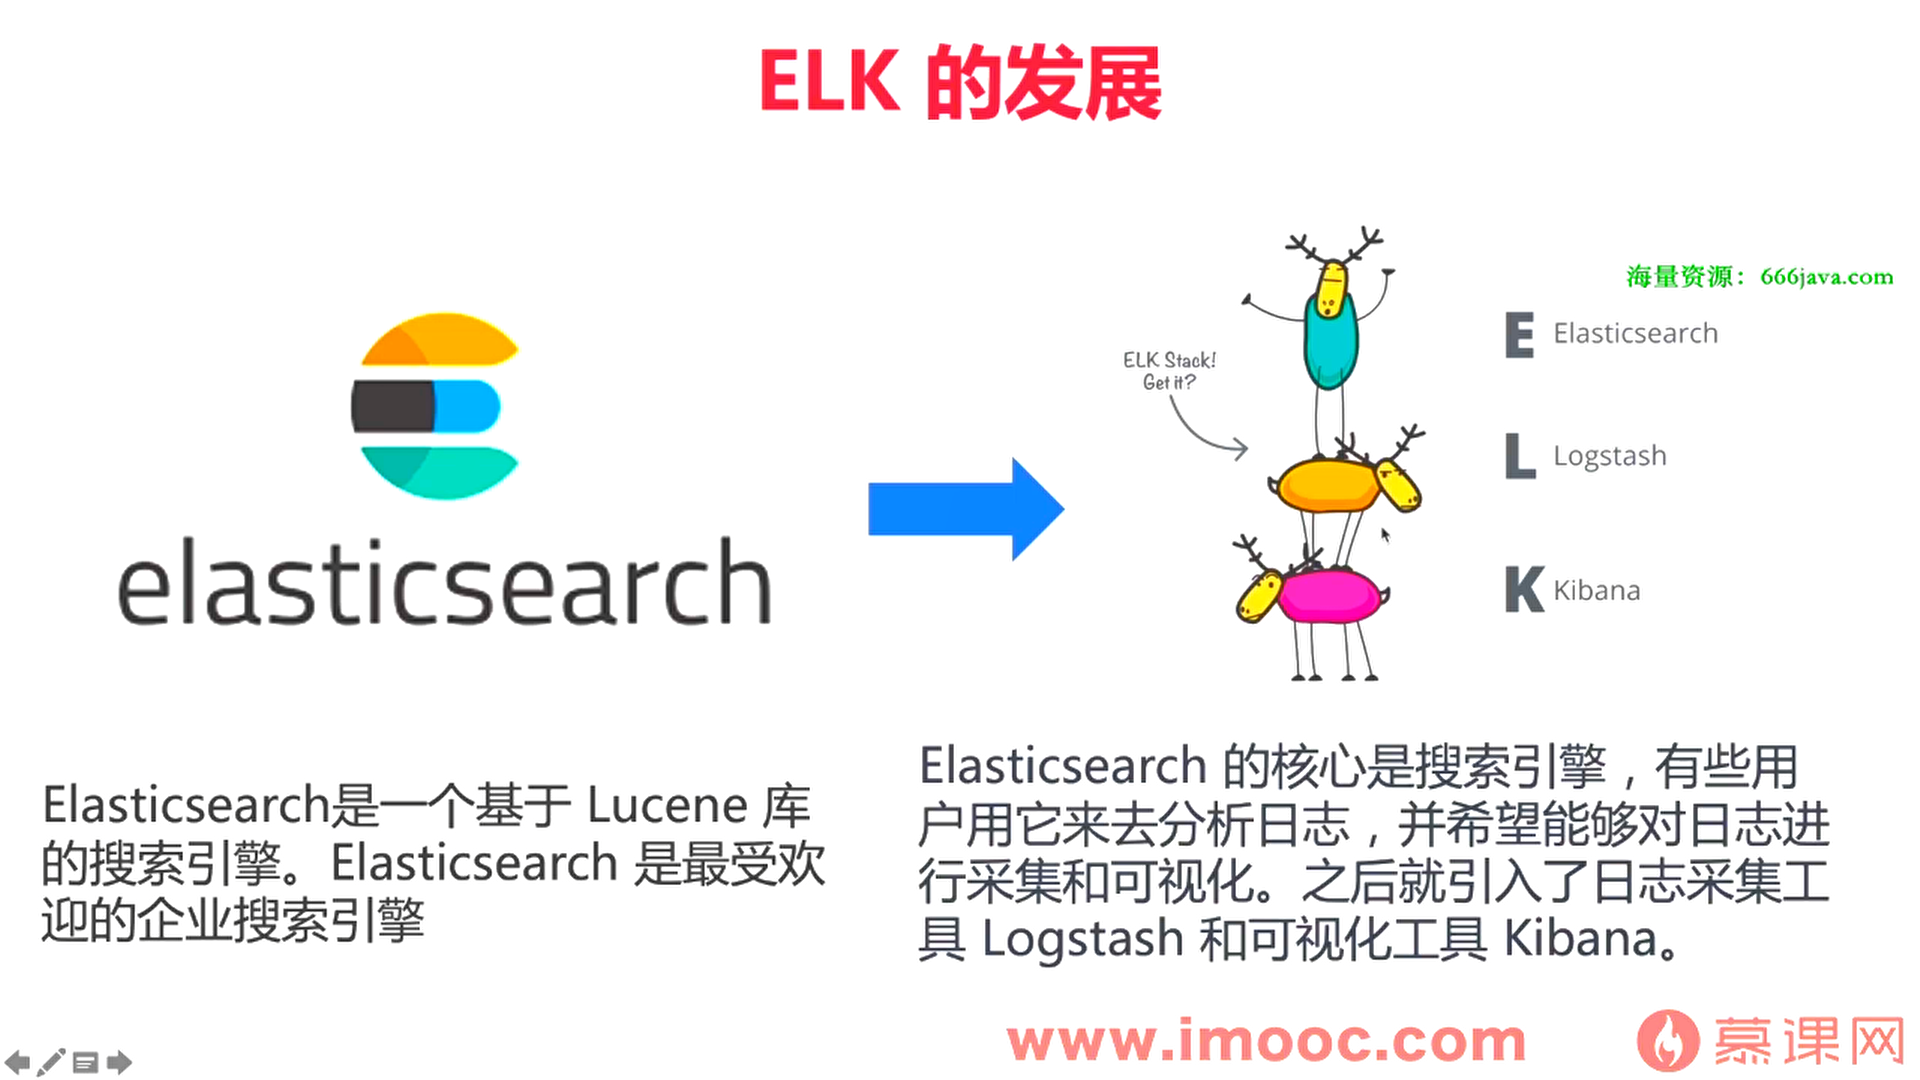 ELK 的发展
海量资源：666java.com
elasticsearch
ELK Stack!
Get it?
E Elasticsearch
L Logstash
K Kibana
Elasticsearch是一个基于 Lucene 库
的搜索引擎。Elasticsearch 是最受欢
迎的企业搜索引擎
Elasticsearch 的核心是搜索引擎，有些用
户用它来去分析日志，并希望能够对日志进
行采集和可视化。之后就引入了日志采集工
具 Logstash 和可视化工具 Kibana。
www.imooc.com
慕课网